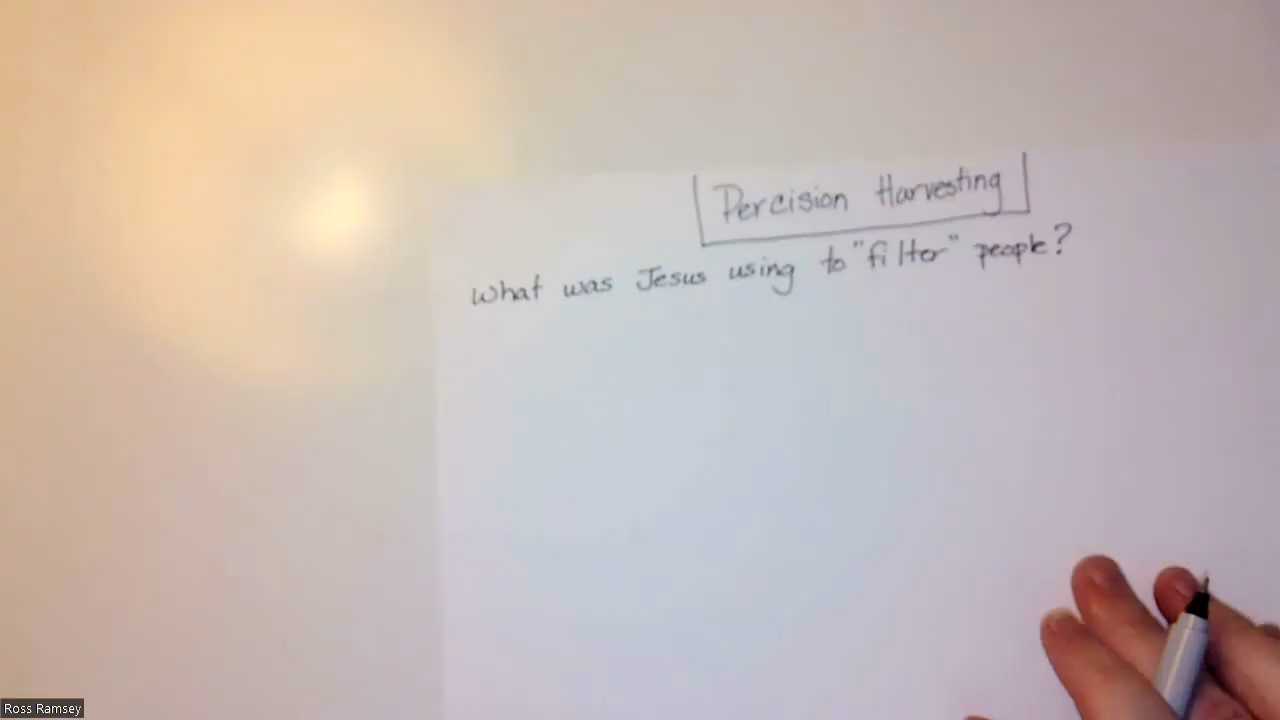 Percision Harvesting
what was Jesus using to "filter" people?
Ross Ramsey